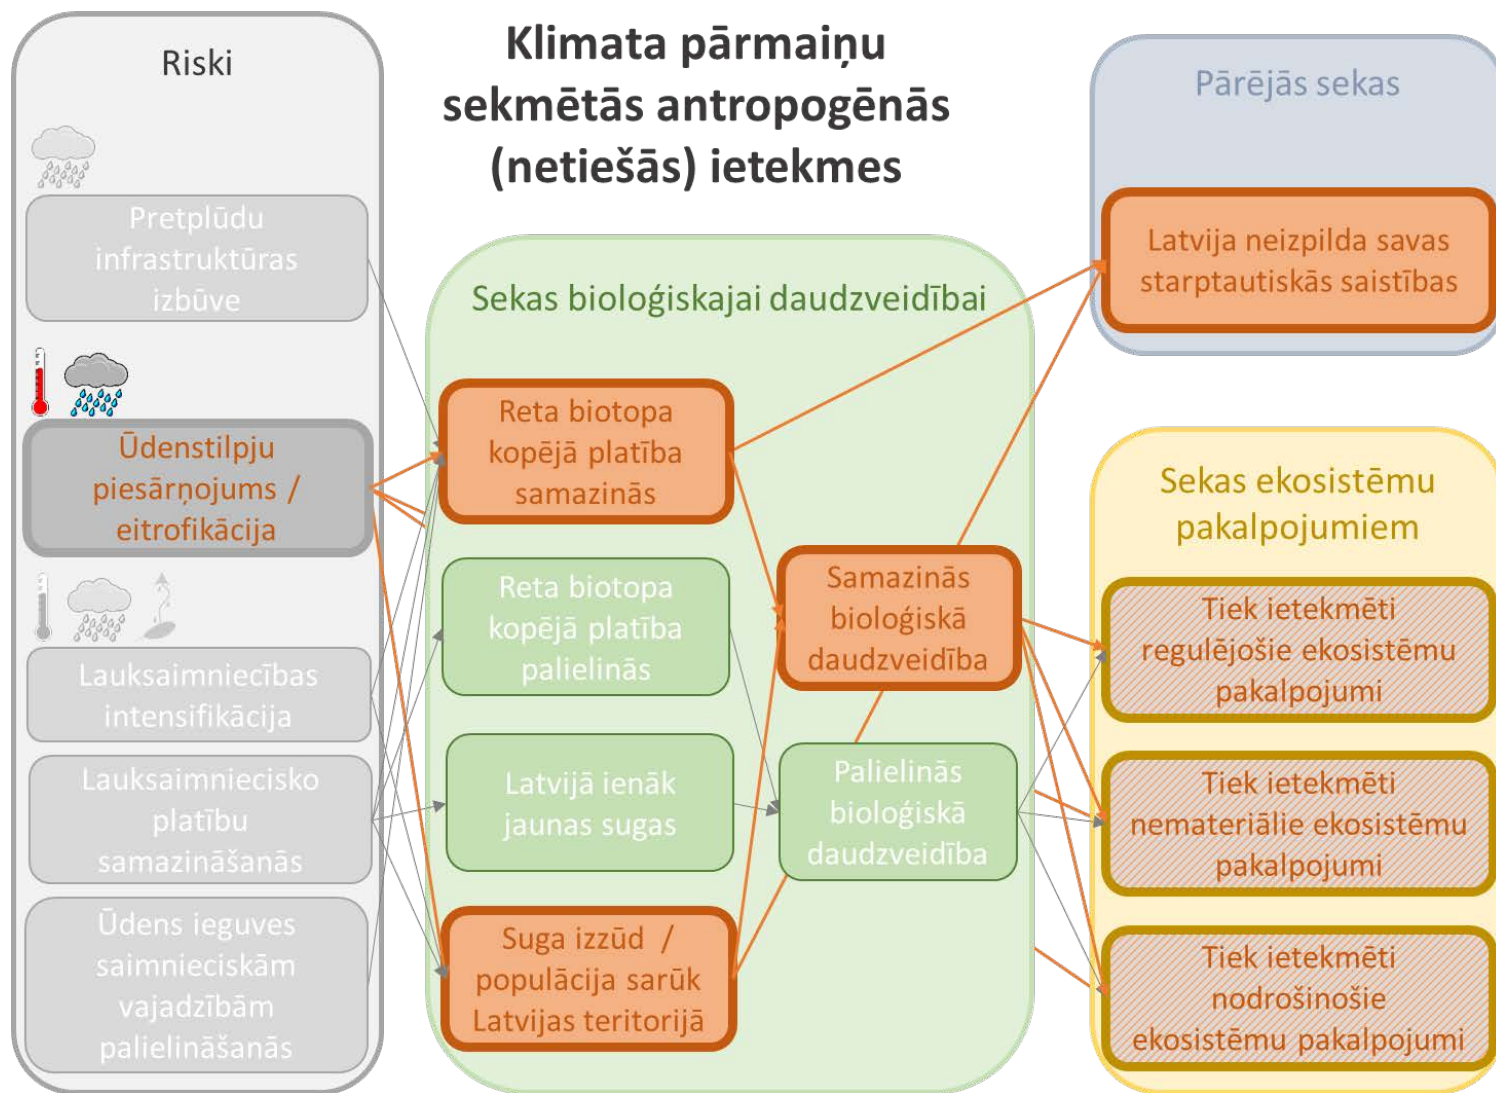 Klimata pārmaiņu
sekmētās antropogēnās
(netiešās) ietekmes
Riski
Pretplūdu
infrastruktūras
izbūve
Ūdenstilpju
piesārņojums /
eitrofikācija
Lauksaimniecības
intensifikācija
Lauksaimniecisko
platību
samazināšanās
Ūdens ieguves
saimnieciskām
vajadzībām
palielināšanās
Sekas bioloģiskajai daudzveidībai
Reta biotopa
kopējā platība
samazinās
Reta biotopa
kopējā platība
palielinās
Latvijā ienāk
jaunas sugas
Suga izzūd /
populācija sarūk
Latvijas teritorijā
Samazinās
bioloģiskā
daudzveidība
Palielinās
bioloģiskā
daudzveidība
Pārējās sekas
Latvija neizpilda savas
starptautiskās saistības
Sekas ekosistēmu
pakalpojumiem
Tiek ietekmēti
regulējošie ekosistēmu
pakalpojumi
Tiek ietekmēti
nemateriālie ekosistēmu
pakalpojumi
Tiek ietekmēti
nodrošinošie
ekosistēmu pakalpojumi